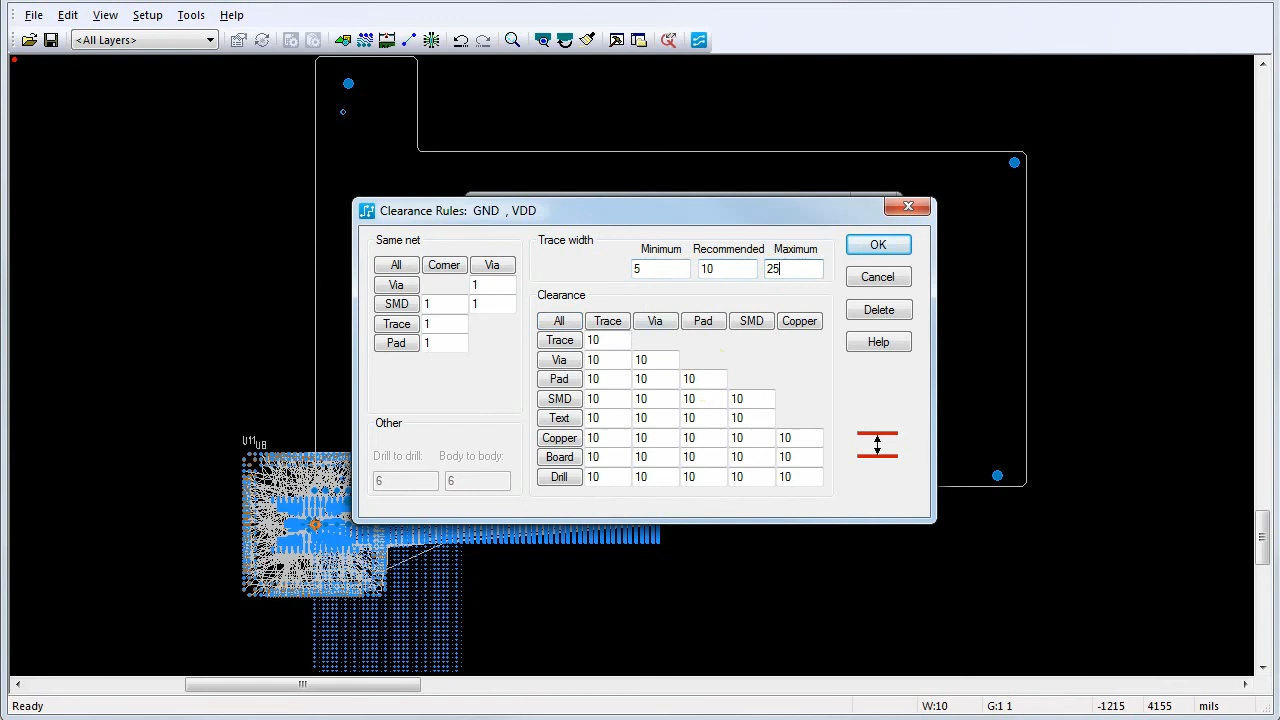 File Edit View Setup Tools Help
<All Layers>
Clearance Rules: GND , VDD
Same net
All Corner Via
Via 1
SMD 1 1
Trace 1
Pad 1
Other
Drill to drill: Body to body:
6 6
Trace width
Minimum Recommended Maximum
5 10 25
Clearance
All Trace Via Pad SMD Copper
Trace 10
Via 10 10
Pad 10 10 10
SMD 10 10 10 10
Text 10 10 10 10
Copper 10 10 10 10 10
Board 10 10 10 10 10
Drill 10 10 10 10 10
OK
Cancel
Delete
Help
U11 U8
Ready W:10 G:1 1 -1215 4155 mils